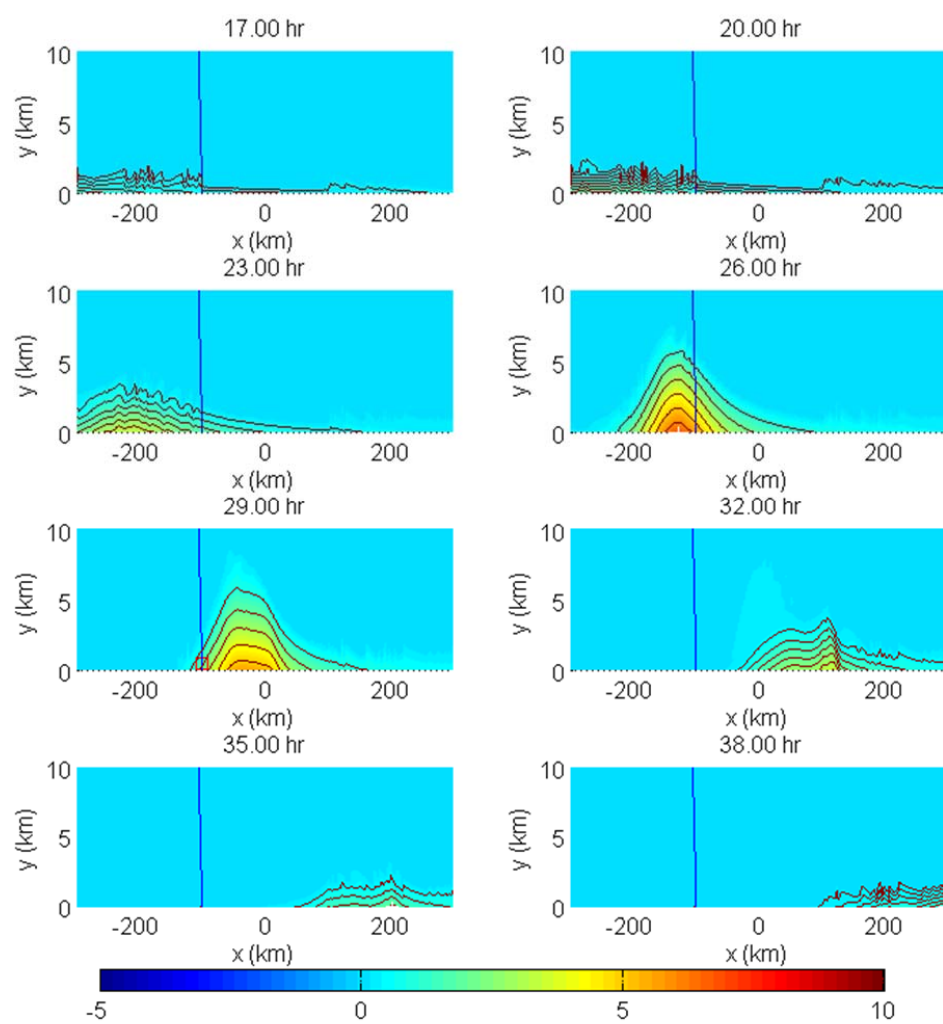 17.00 hr
20.00 hr
10
5
0
y (km)
-200 0 200
x (km)
10
5
0
y (km)
-200 0 200
x (km)
23.00 hr
26.00 hr
10
5
0
y (km)
-200 0 200
x (km)
10
5
0
y (km)
-200 0 200
x (km)
29.00 hr
32.00 hr
10
5
0
y (km)
-200 0 200
x (km)
10
5
0
y (km)
-200 0 200
x (km)
35.00 hr
38.00 hr
10
5
0
y (km)
-200 0 200
x (km)
10
5
0
y (km)
-200 0 200
x (km)
-5 0 5 10